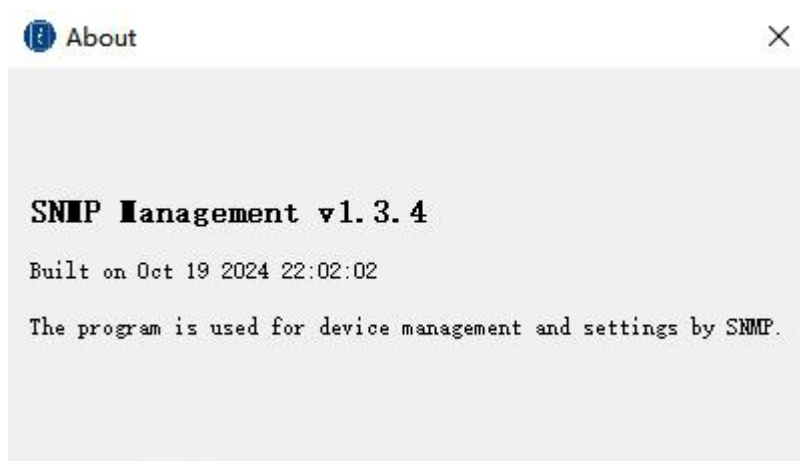 About
SNMP Management v1.3.4
Built on Oct 19 2024 22:02:02
The program is used for device management and settings by SNMP.